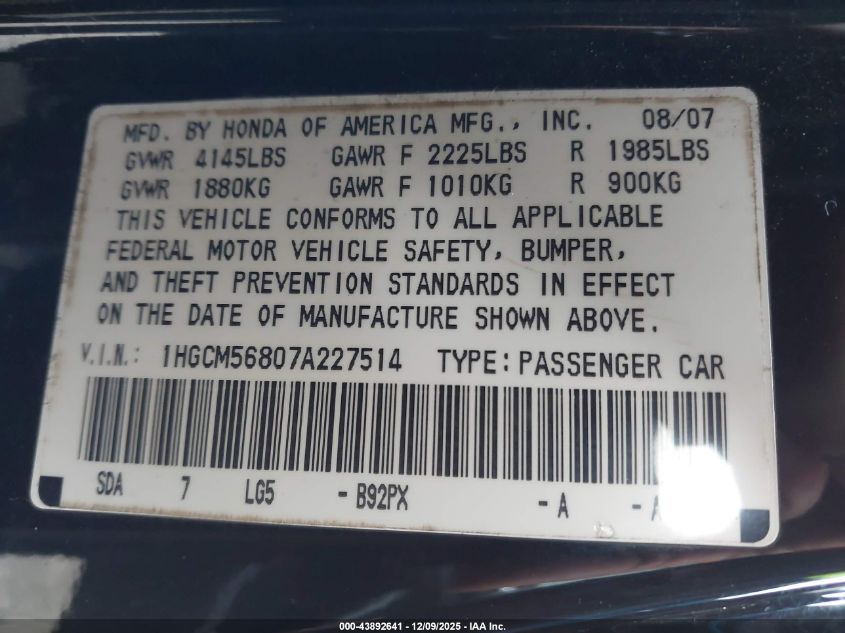 MFD. BY HONDA OF AMERICA MFG., INC. 08/07
GVWR 4145LBS GAWR F 2225LBS R 1985LBS
GVWR 1880KG GAWR F 1010KG R 900KG
THIS VEHICLE CONFORMS TO ALL APPLICABLE
FEDERAL MOTOR VEHICLE SAFETY, BUMPER,
AND THEFT PREVENTION STANDARDS IN EFFECT
ON THE DATE OF MANUFACTURE SHOWN ABOVE.
V.I.N.: 1HGCM56807A227514 TYPE: PASSENGER CAR
SDA 7 LG5 - B92PX - A - A
000-43892641 - 12/09/2025 - IAA Inc.